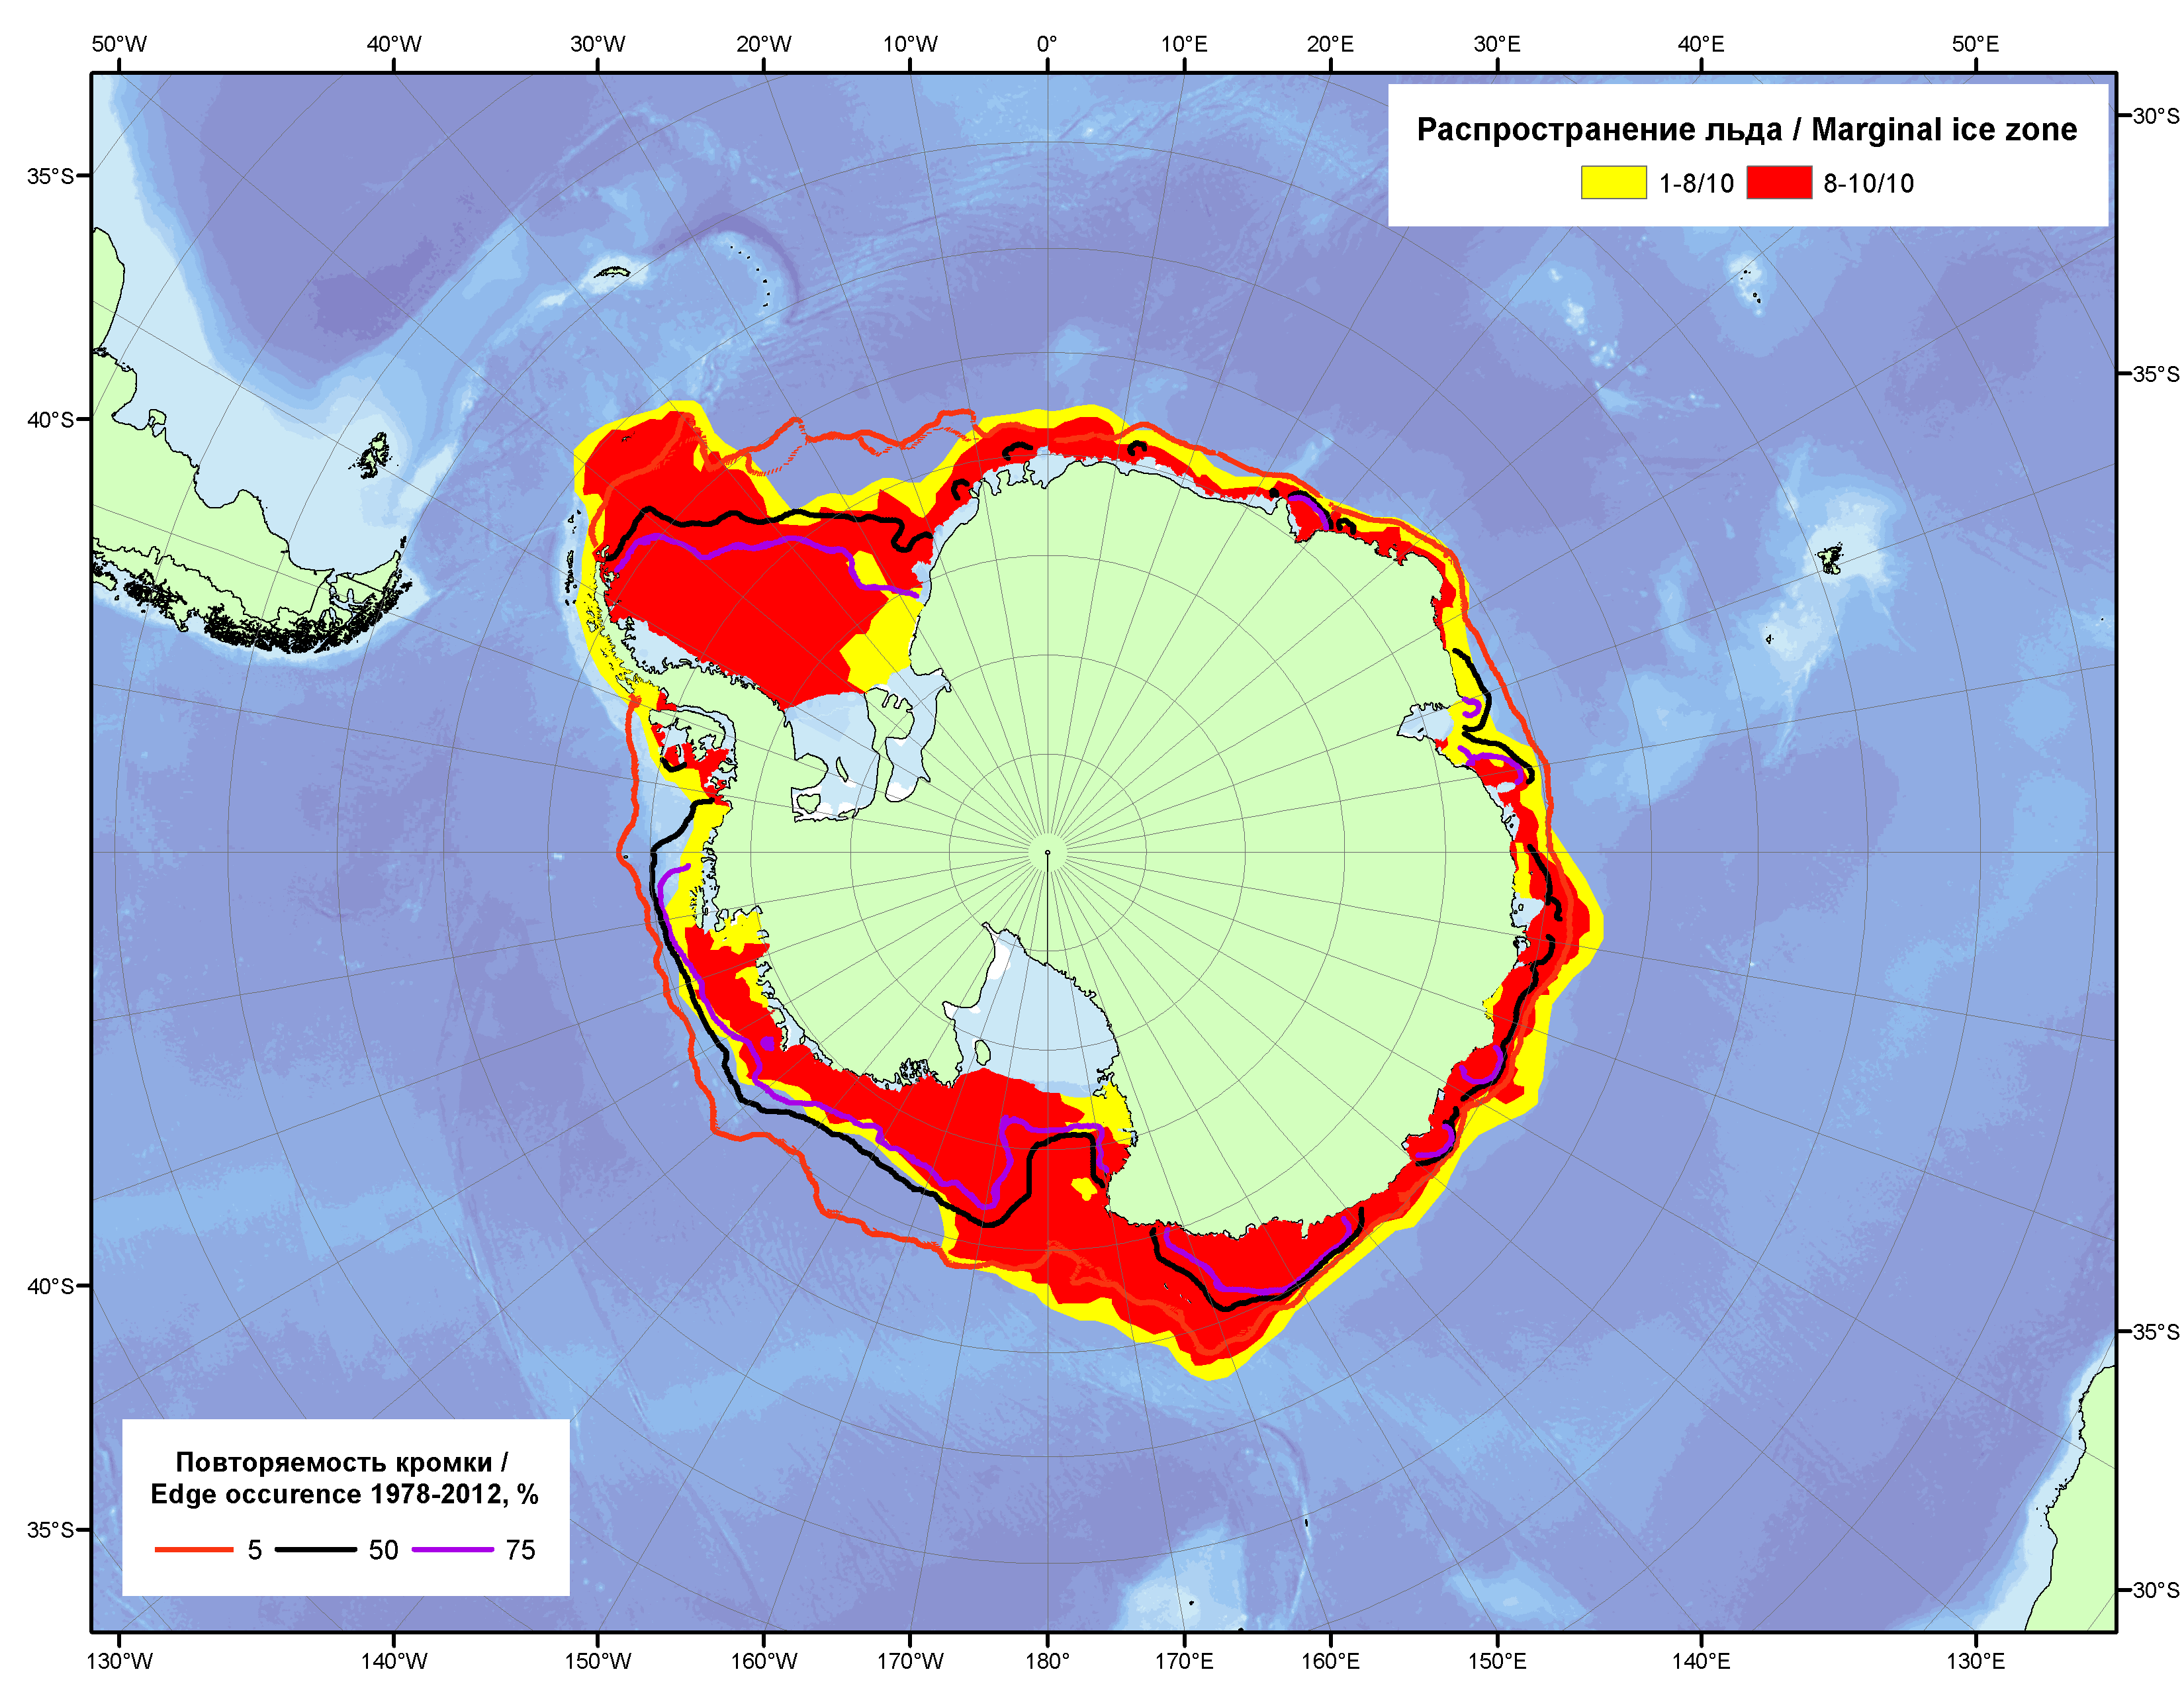 50°W 40°W 30°W 20°W 10°W 0° 10°E 20°E 30°E 40°E 50°E
30°S
Распространение льда / Marginal ice zone
1-8/10 8-10/10
35°S
35°S
40°S
40°S
35°S
Повторяемость кромки /
Edge occurence 1978-2012, %
5 50 75
35°S
30°S
130°W 140°W 150°W 160°W 170°W 180° 170°E 160°E 150°E 140°E 130°E